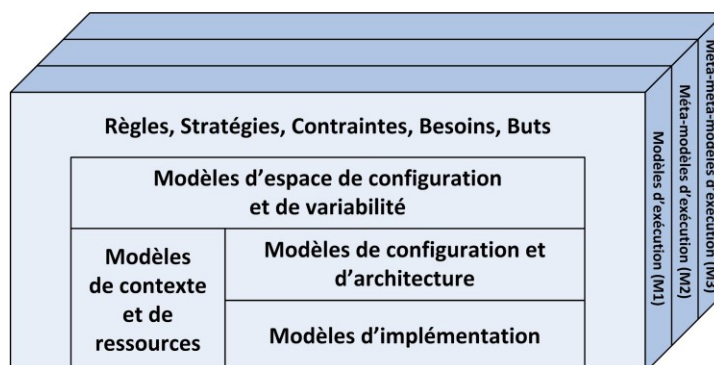 Règles, Stratégies, Contraintes, Besoins, Buts
Modèles d'espace de configuration
et de variabilité
Modèles
de contexte
et de
ressources
Modèles de configuration et
d'architecture
Modèles d'implémentation
Modèles d'exécution (M1)
Méta-modèles d'exécution (M2)
Méta-méta-modèles d'exécution (M3)